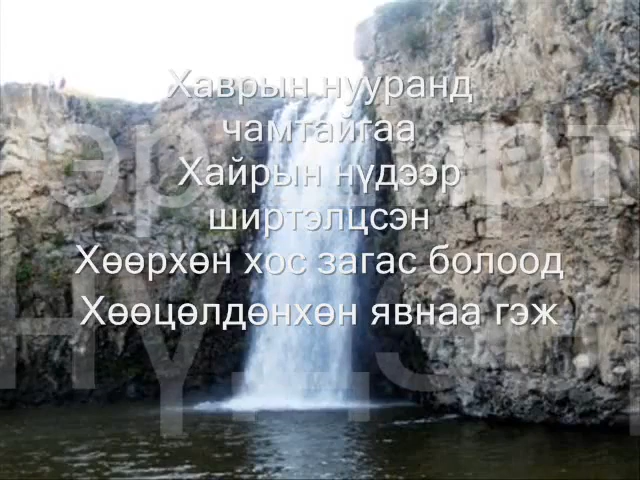 Хаврын нууранд
чамтайгаа
Хайрын нүдээр
ширтэлцсэн
Хөөрхөн хос загас болоод
Хөөцөлдөнхөн явнаа гэж